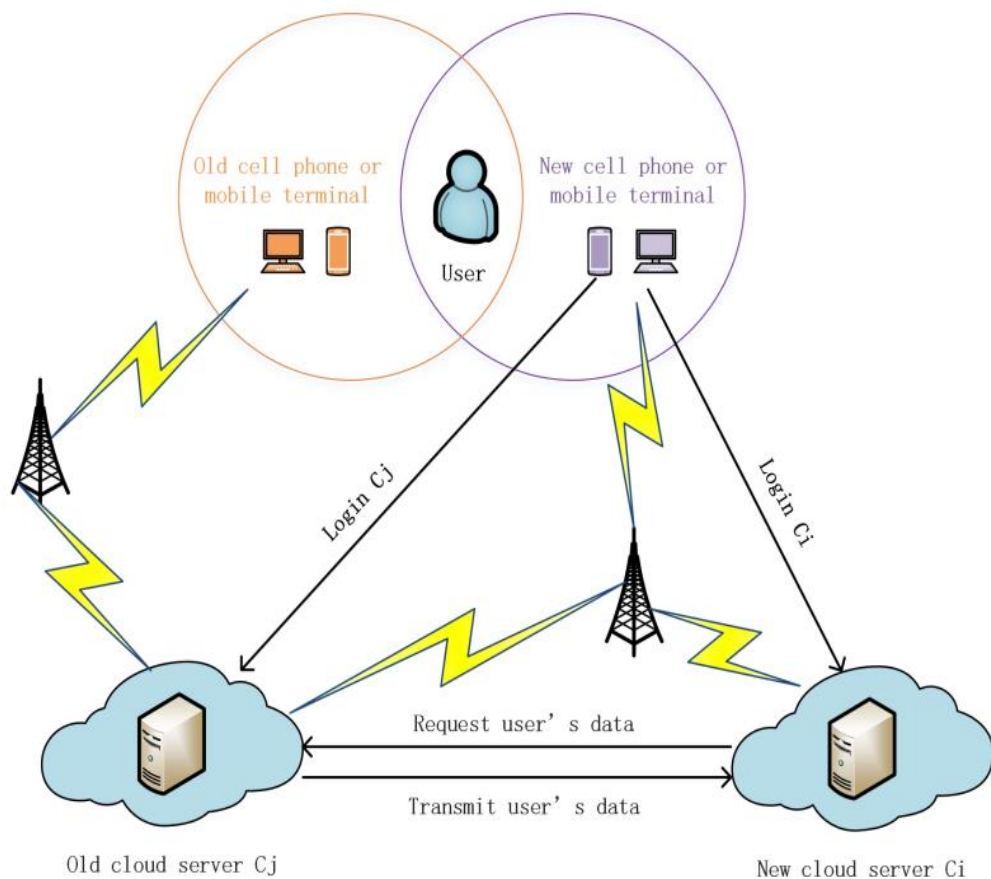 Old cell phone or
mobile terminal
New cell phone or
mobile terminal
User
Login Cj
Login Ci
Request user’s data
Transmit user’s data
Old cloud server Cj
New cloud server Ci